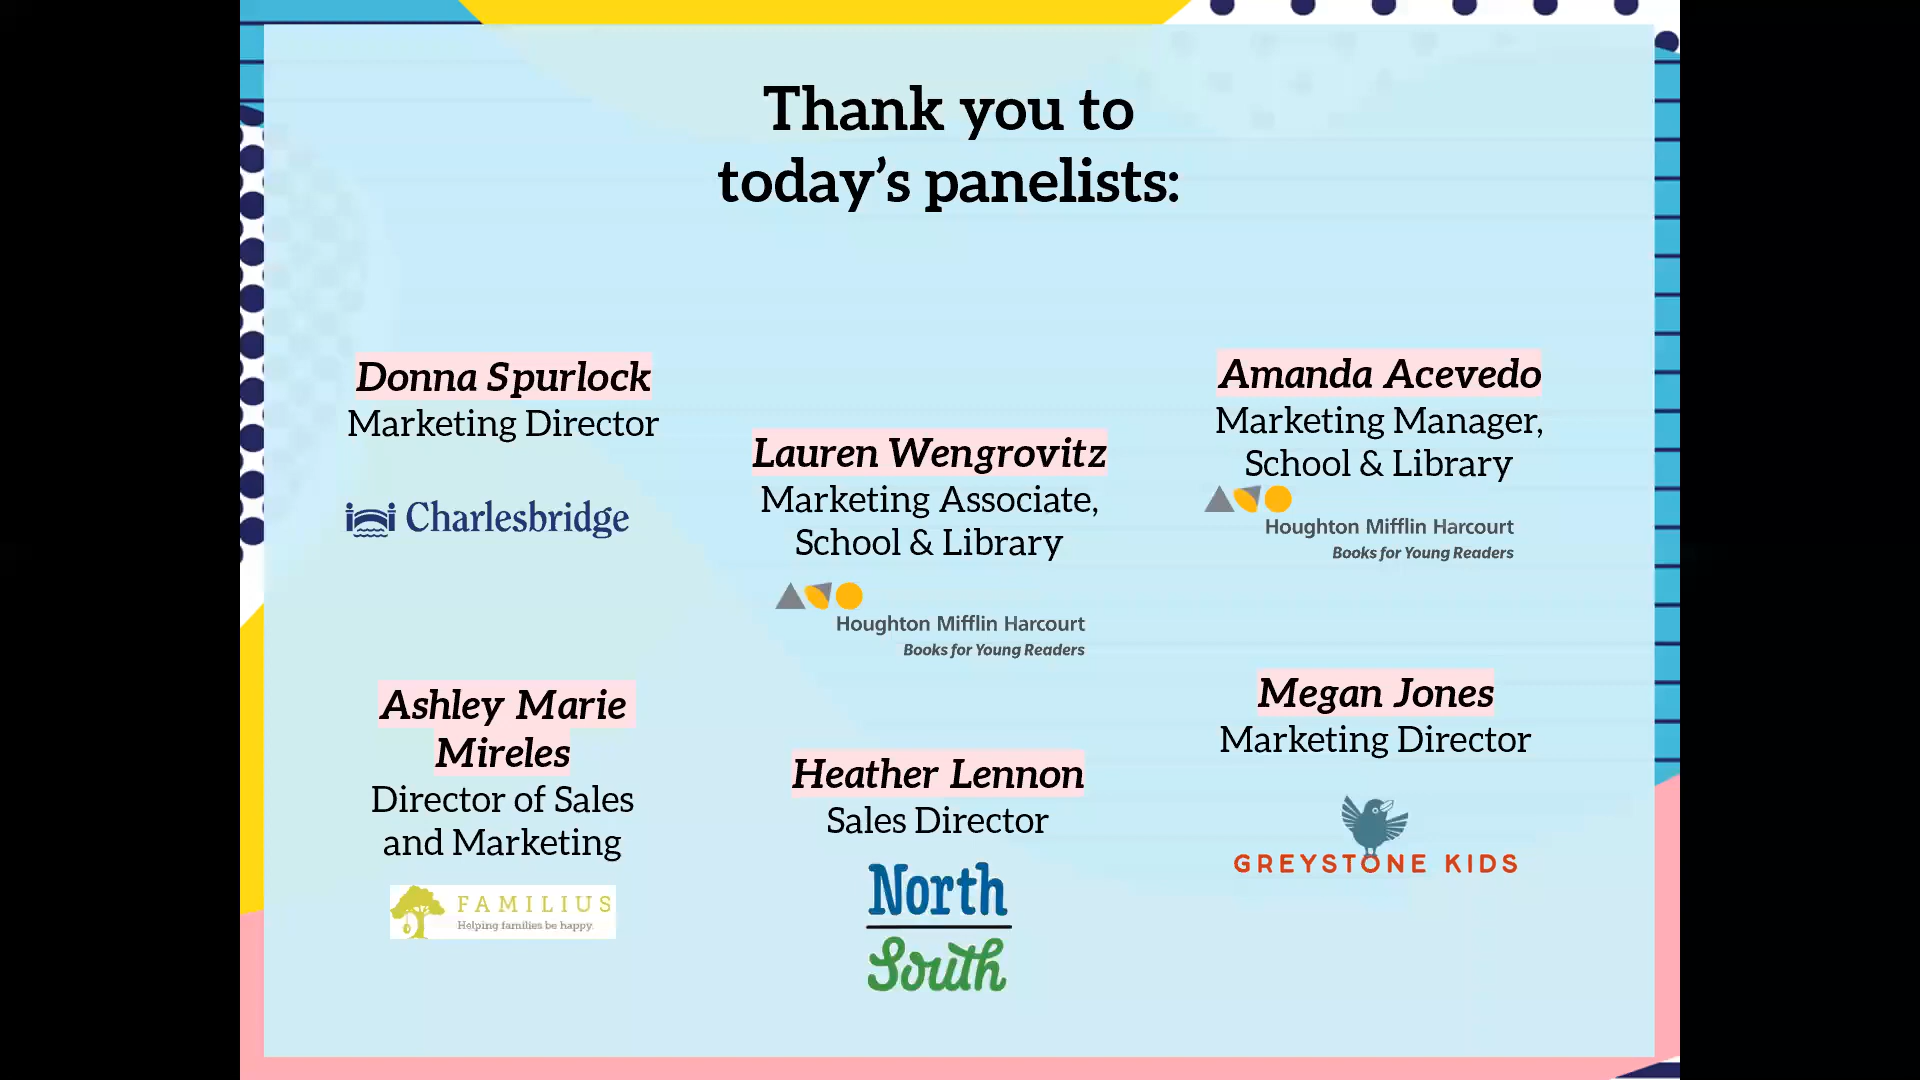 Thank you to
today’s panelists:
Donna Spurlock
Marketing Director
Charlesbridge
Lauren Wengrovitz
Marketing Associate,
School & Library
Houghton Mifflin Harcourt
Books for Young Readers
Amanda Acevedo
Marketing Manager,
School & Library
Houghton Mifflin Harcourt
Books for Young Readers
Ashley Marie
Mireles
Director of Sales
and Marketing
FAMILIUS
Helping families be happy.
Heather Lennon
Sales Director
North
South
Megan Jones
Marketing Director
GREYSTONE KIDS